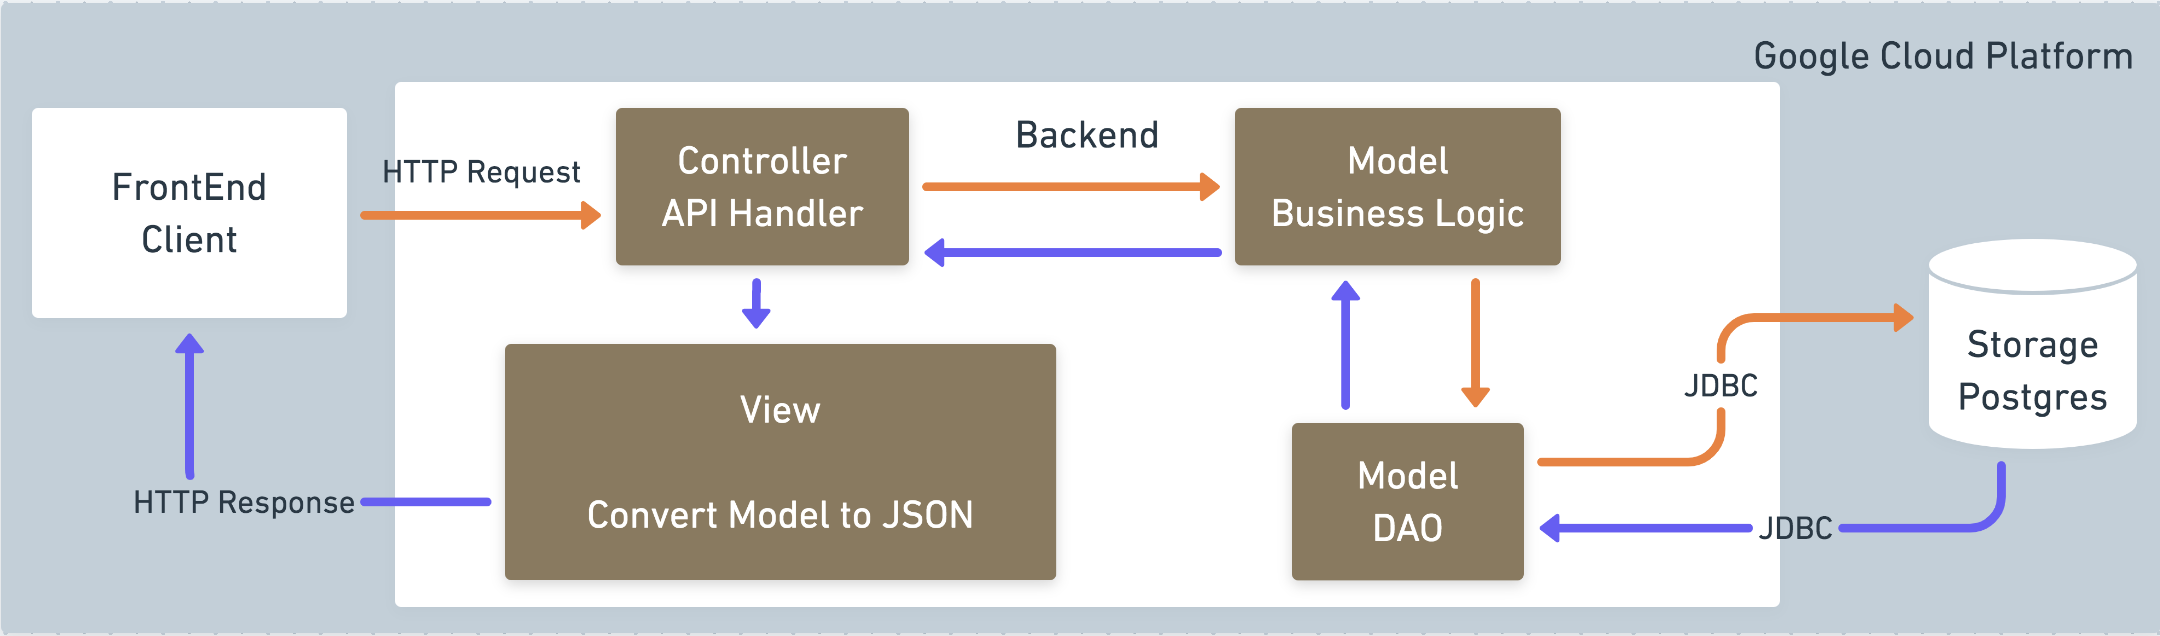 Google Cloud Platform
FrontEnd
Client
HTTP Request
Controller
API Handler
Backend
Model
Business Logic
View
Convert Model to JSON
HTTP Response
Model
DAO
JDBC
JDBC
Storage
Postgres